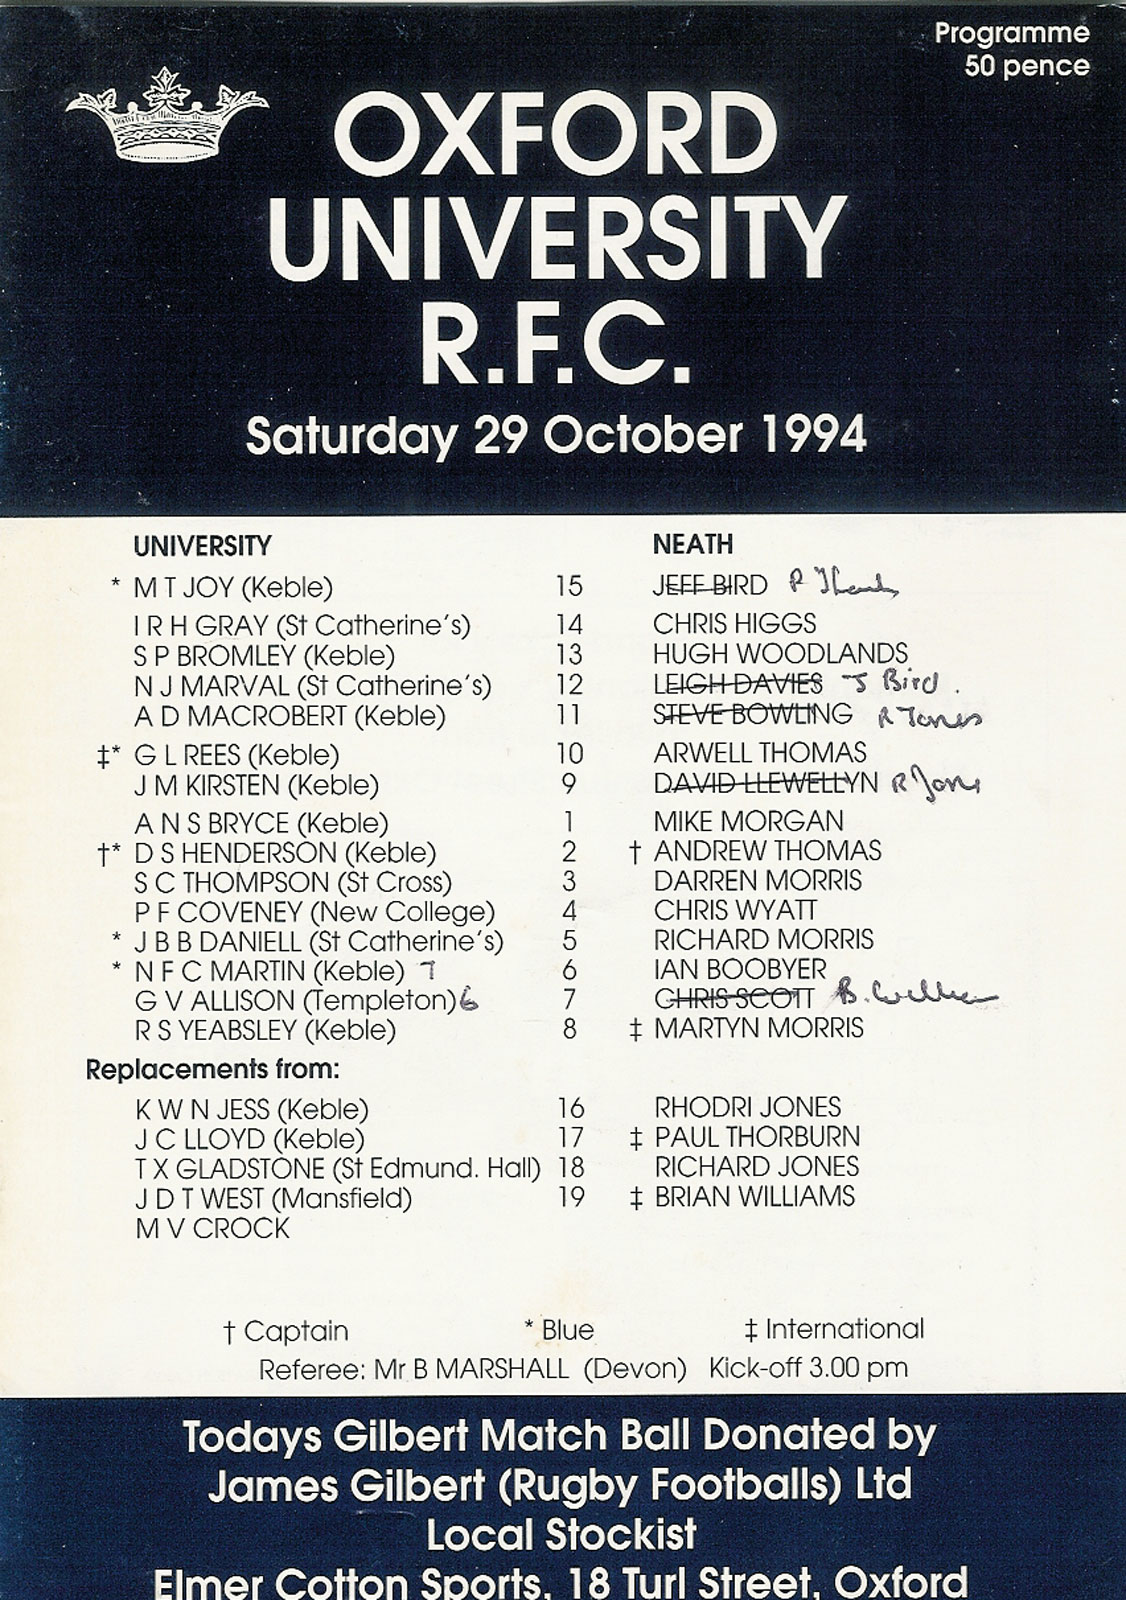 Programme
50 pence
OXFORD
UNIVERSITY
R.F.C.
Saturday 29 October 1994
UNIVERSITY NEATH
* M T JOY (Keble) 15 JEFF BIRD R
I R H GRAY (St Catherine's) 14 CHRIS HIGGS
S P BROMLEY (Keble) 13 HUGH WOODLANDS
N J MARVAL (St Catherine's) 12 LEIGH DAVIES J Bird.
A D MACROBERT (Keble) 11 STEVE BOWLING R Jones
‡* G L REES (Keble) 10 ARWELL THOMAS
J M KIRSTEN (Keble) 9 DAVID LLEWELLYN R Jones
A N S BRYCE (Keble) 1 MIKE MORGAN
†* D S HENDERSON (Keble) 2 † ANDREW THOMAS
S C THOMPSON (St Cross) 3 DARREN MORRIS
P F COVENEY (New College) 4 CHRIS WYATT
* J B B DANIELL (St Catherine's) 5 RICHARD MORRIS
* N F C MARTIN (Keble) 7 6 IAN BOOBYER
G V ALLISON (Templeton) 6 7 CHRIS SCOTT B. Williams
R S YEABSLEY (Keble) 8 ‡ MARTYN MORRIS
Replacements from:
K W N JESS (Keble) 16 RHODRI JONES
J C LLOYD (Keble) 17 ‡ PAUL THORBURN
T X GLADSTONE (St Edmund. Hall) 18 RICHARD JONES
J D T WEST (Mansfield) 19 ‡ BRIAN WILLIAMS
M V CROCK
† Captain * Blue ‡ International
Referee: Mr B MARSHALL (Devon) Kick-off 3.00 pm
Todays Gilbert Match Ball Donated by
James Gilbert (Rugby Footballs) Ltd
Local Stockist
Elmer Cotton Sports, 18 Turl Street, Oxford